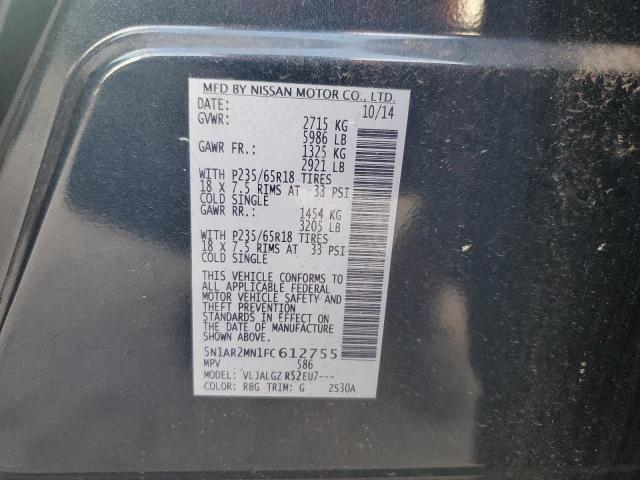 MFD BY NISSAN MOTOR CO., LTD.
DATE: 10/14
GVWR: 2715 KG
5986 LB
GAWR FR.: 1325 KG
2921 LB
WITH P235/65R18 TIRES
18 X 7.5 RIMS AT 33 PSI
COLD SINGLE
GAWR RR.: 1454 KG
3205 LB
WITH P235/65R18 TIRES
18 X 7.5 RIMS AT 33 PSI
COLD SINGLE
THIS VEHICLE CONFORMS TO
ALL APPLICABLE FEDERAL
MOTOR VEHICLE SAFETY AND
THEFT PREVENTION
STANDARDS IN EFFECT ON
THE DATE OF MANUFACTURE
SHOWN ABOVE.
5N1AR2MN1FC612755
MPV 586
MODEL: VLJALGZ R52EU7---
COLOR: RBG TRIM: G ZS30A